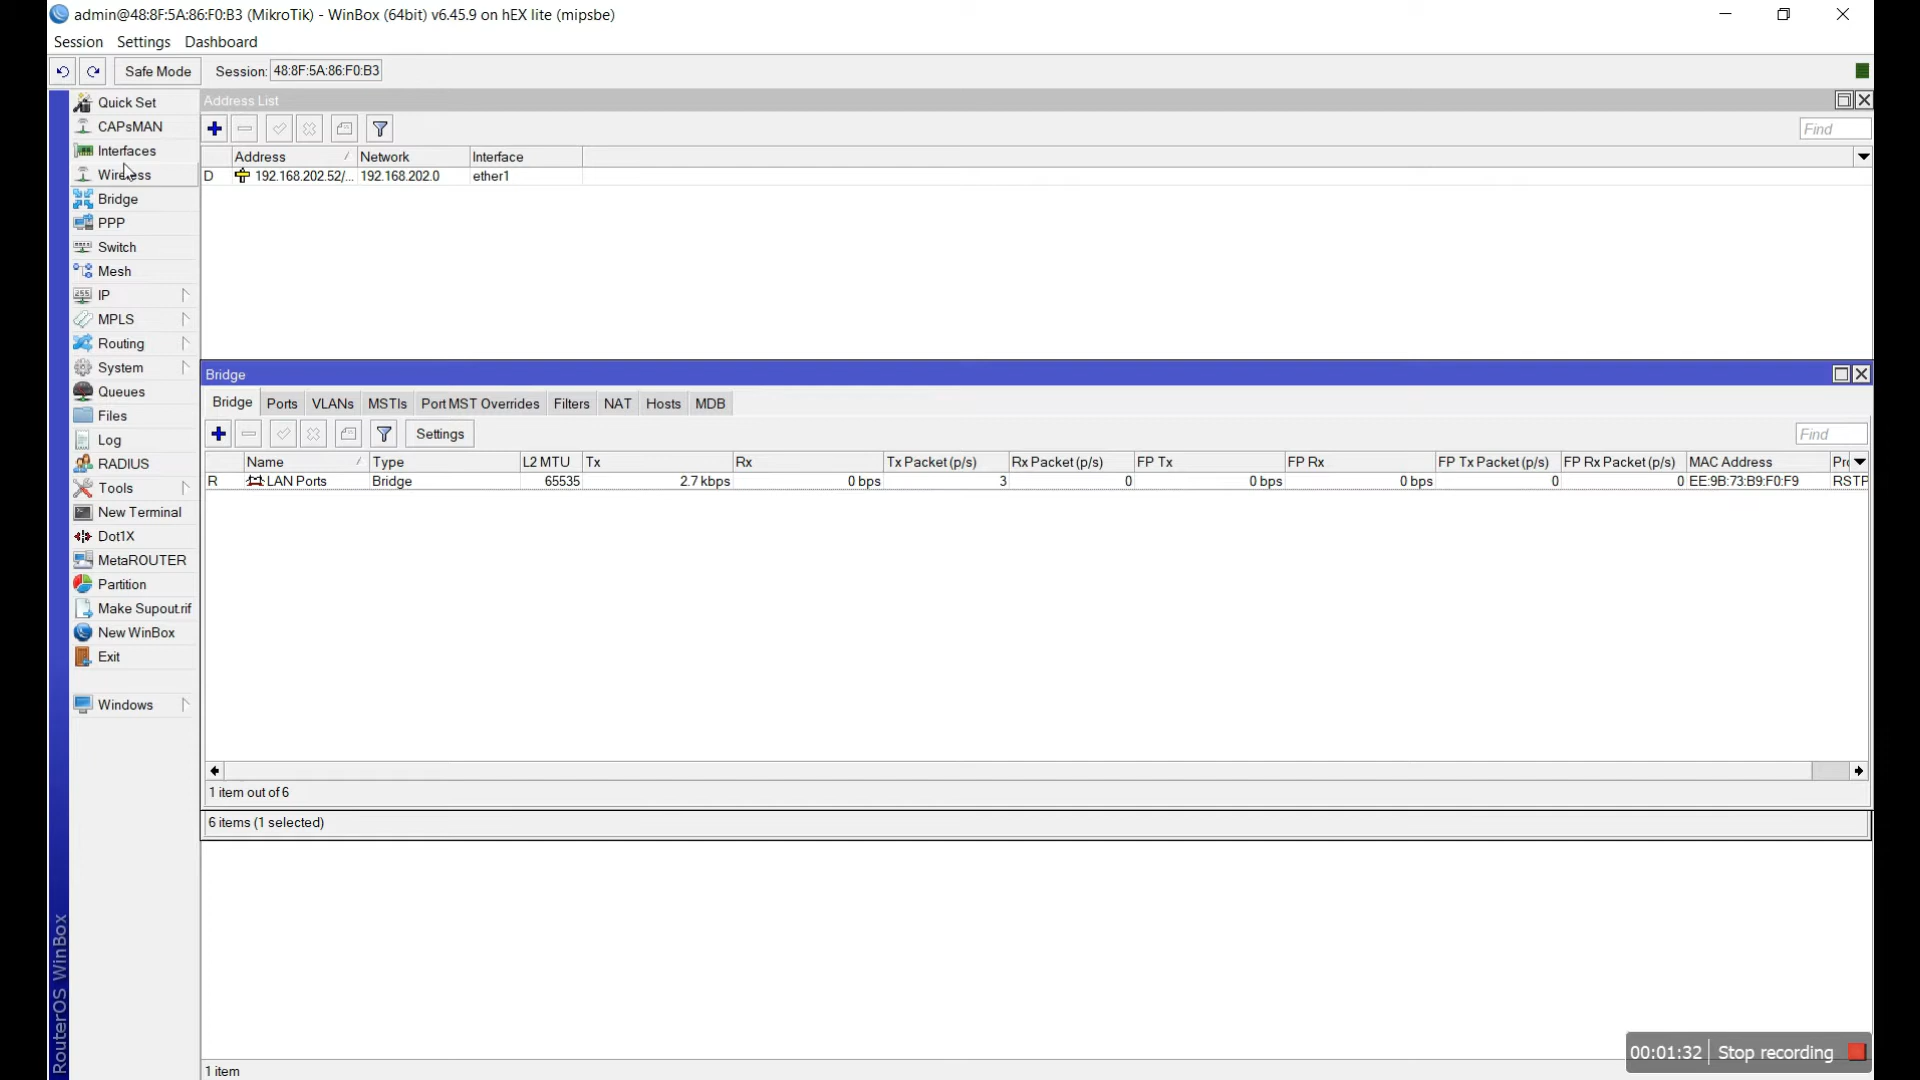 admin@48:8F:5A:86:F0:B3 (MikroTik) - WinBox (64bit) v6.45.9 on hEX lite (mipsbe)
Session Settings Dashboard
Safe Mode Session: 48:8F:5A:86:F0:B3
Quick Set
CAPsMAN
Interfaces
Wireless
Bridge
PPP
Switch
Mesh
IP
MPLS
Routing
System
Queues
Files
Log
RADIUS
Tools
New Terminal
Dot1X
MetaROUTER
Partition
Make Supout.rif
New WinBox
Exit
Windows
RouterOS WinBox
Address List
Find
Address Network Interface
D 192.168.202.52/... 192.168.202.0 ether1
Bridge
Bridge Ports VLANs MSTIs Port MST Overrides Filters NAT Hosts MDB
Settings Find
Name Type L2 MTU Tx Rx Tx Packet (p/s) Rx Packet (p/s) FP Tx FP Rx FP Tx Packet (p/s) FP Rx Packet (p/s) MAC Address Pr
R LAN Ports Bridge 65535 2.7 kbps 0 bps 3 0 0 bps 0 bps 0 0 EE:9B:73:B9:F0:F9 RSTP
1 item out of 6
6 items (1 selected)
1 item
00:01:32 Stop recording